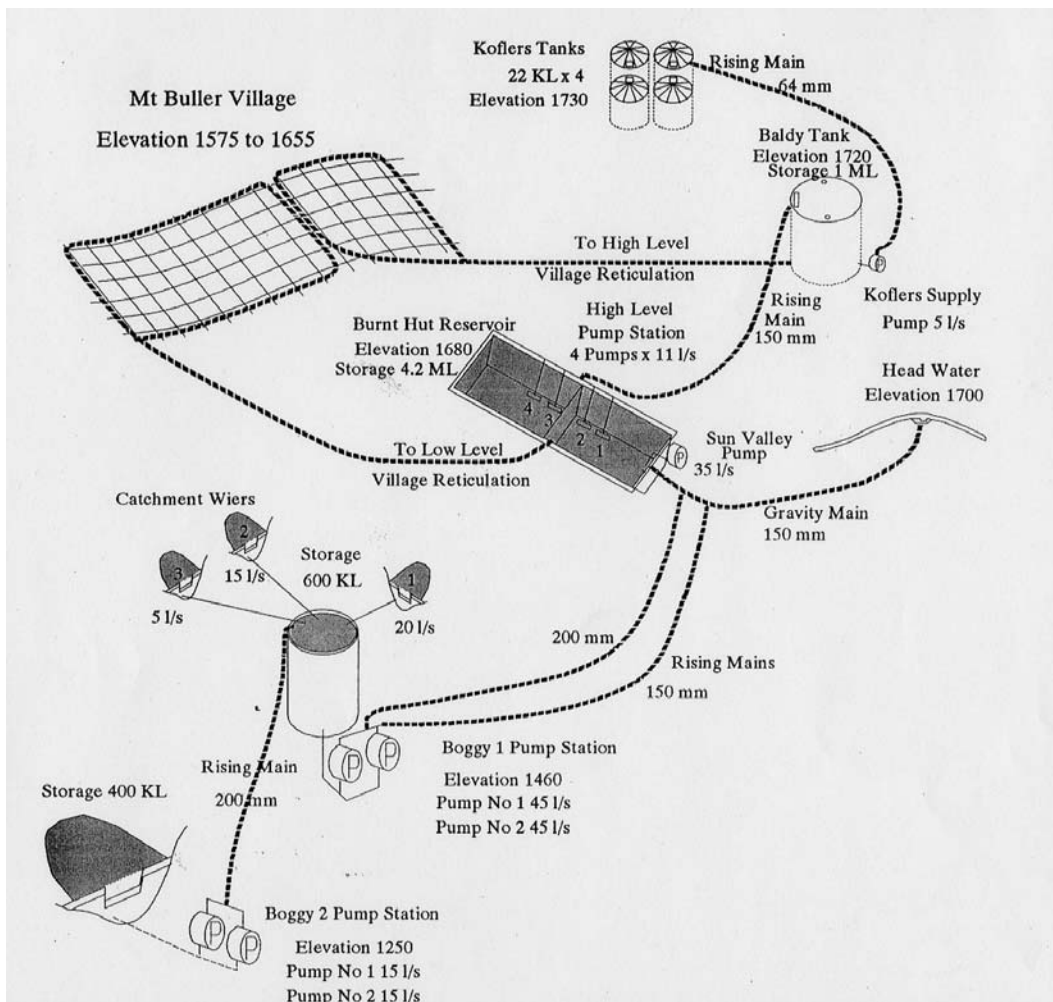 Koflers Tanks
22 KL x 4
Elevation 1730
Rising Main
64 mm
Mt Buller Village
Elevation 1575 to 1655
Baldy Tank
Elevation 1720
Storage 1 ML
To High Level
Village Reticulation
P
Koflers Supply
Pump 5 l/s
High Level
Pump Station
4 Pumps x 11 l/s
Rising
Main
150 mm
Burnt Hut Reservoir
Elevation 1680
Storage 4.2 ML
Head Water
Elevation 1700
4
3
2
1
P
Sun Valley
Pump
35 l/s
To Low Level
Village Reticulation
Gravity Main
150 mm
Catchment Wiers
2
3
1
15 l/s
5 l/s
20 l/s
Storage
600 KL
200 mm
Rising Mains
150 mm
P
P
Boggy 1 Pump Station
Elevation 1460
Pump No 1 45 l/s
Pump No 2 45 l/s
Rising Main
200 mm
Storage 400 KL
P
P
Boggy 2 Pump Station
Elevation 1250
Pump No 1 15 l/s
Pump No 2 15 l/s